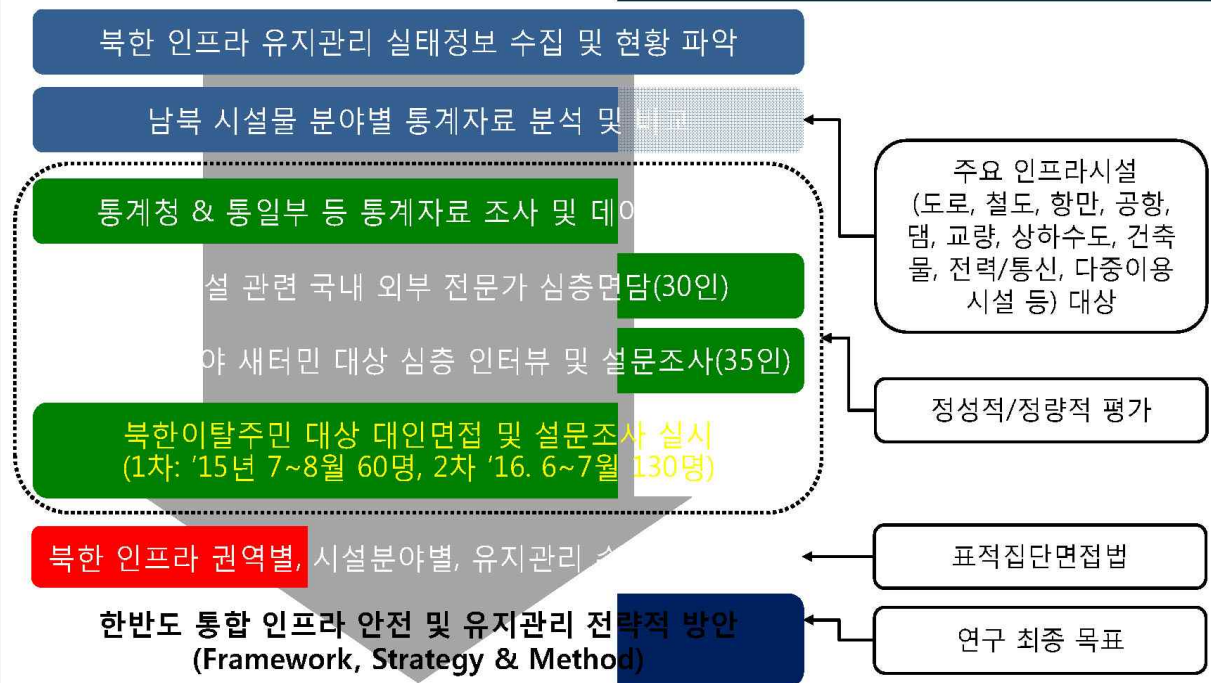 북한 인프라 유지관리 실태정보 수집 및 현황 파악
남북 시설물 분야별 통계자료 분석 및 비교
통계청 & 통일부 등 통계자료 조사 및
관련 국내 외부 전문가 심층면담(30인)
새터민 대상 심층 인터뷰 및 설문조사(35인)
북한이탈주민 대상 대인면접 및 설문조사 실시
(1차: '15년 7~8월 60명, 2차 '16. 6~7월 130명)
북한 인프라 권역별, 시설분야별, 유지관리
한반도 통합 인프라 안전 및 유지관리 전략적 방안
(Framework, Strategy & Method)
주요 인프라시설
(도로, 철도, 항만, 공항,
댐, 교량, 상하수도, 건축
물, 전력/통신, 다중이용
시설 등) 대상
정성적/정량적 평가
표적집단면접법
연구 최종 목표